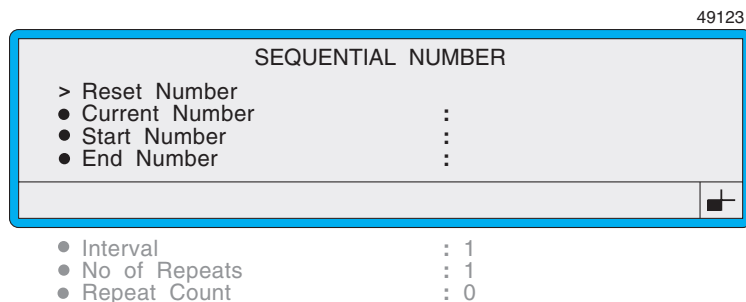 49123
SEQUENTIAL NUMBER
> Reset Number
● Current Number :
● Start Number :
● End Number :
● Interval : 1
● No of Repeats : 1
● Repeat Count : 0